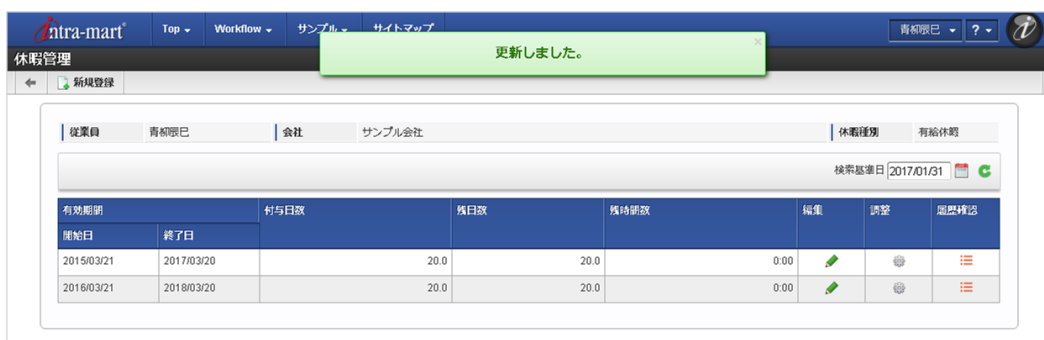 intra-mart Top Workflow サンプル サイトマップ 青柳辰巳 ?
更新しました。 ×
休暇管理
新規登録
従業員 青柳辰巳 会社 サンプル会社 休暇種別 有給休暇
検索基準日 2017/01/31
有効期間 付与日数 残日数 残時間数 編集 調整 履歴確認
開始日 終了日
2015/03/21 2017/03/20 20.0 20.0 0:00
2016/03/21 2018/03/20 20.0 20.0 0:00